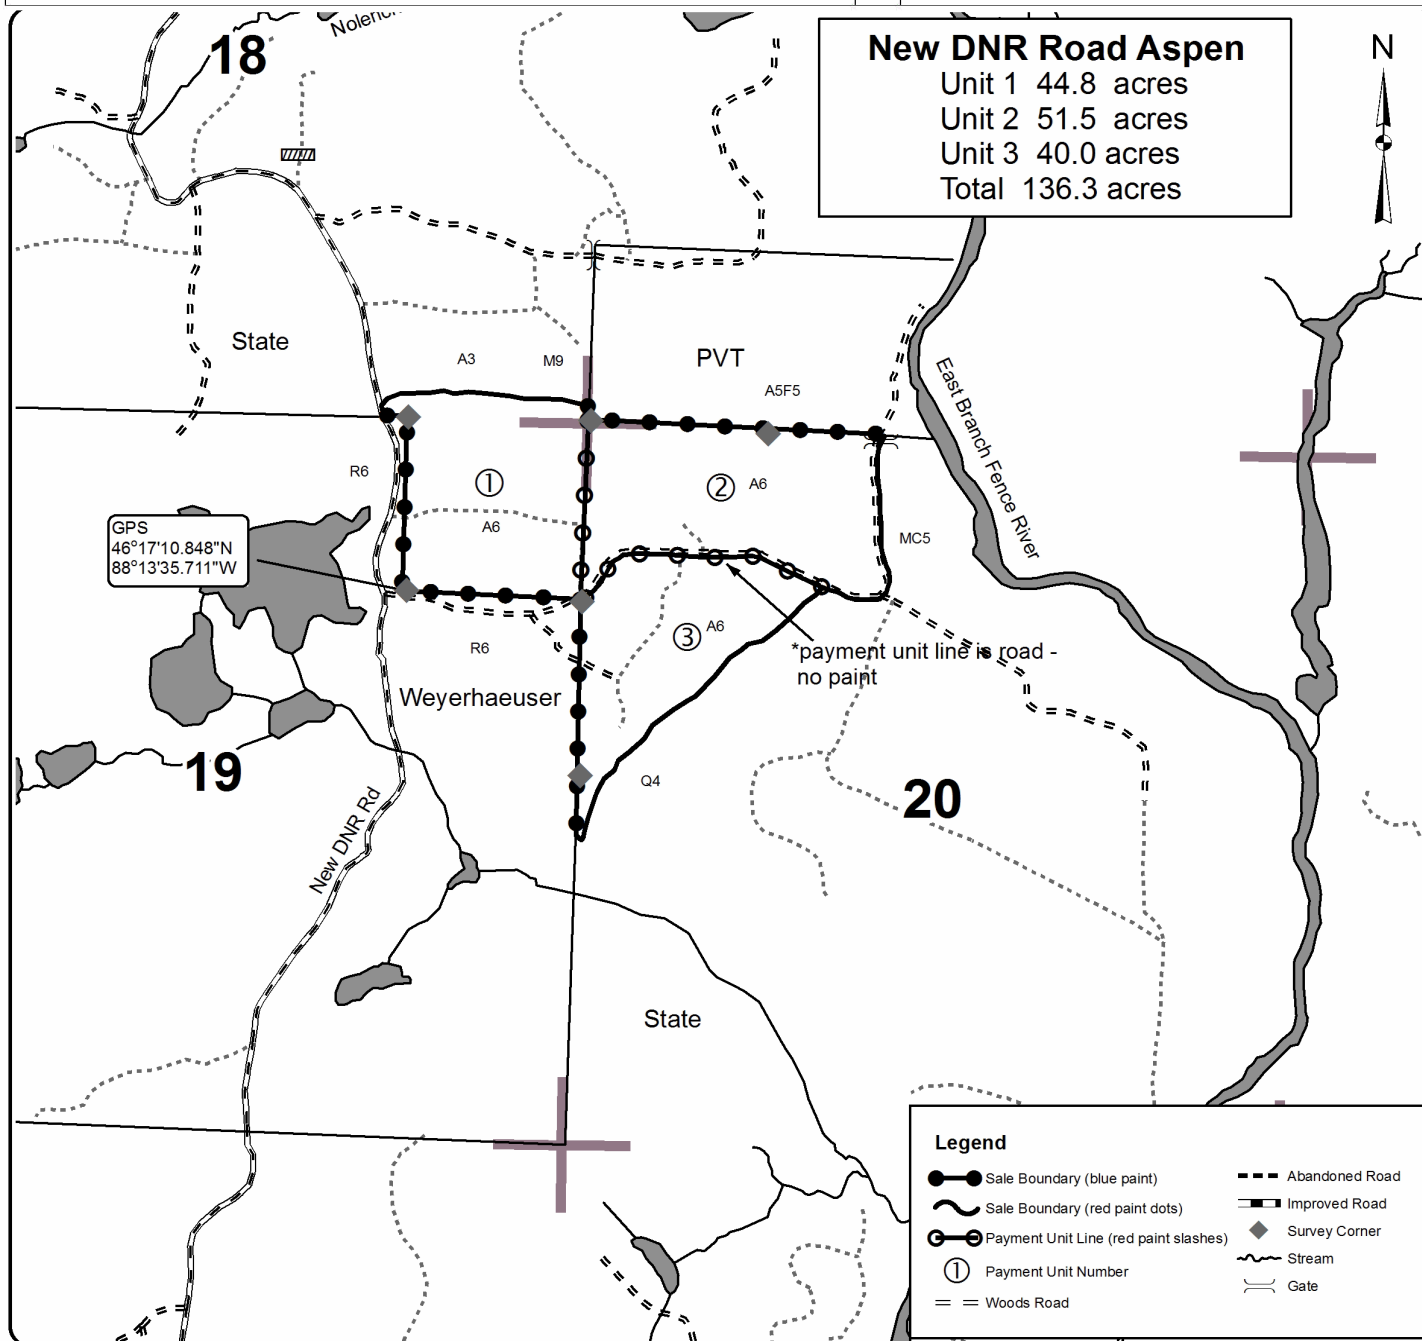 18
New DNR Road Aspen
Unit 1 44.8 acres
Unit 2 51.5 acres
Unit 3 40.0 acres
Total 136.3 acres
N
State
A3
M9
PVT
A5F5
East Branch Fence River
R6
①
A6
②
A6
GPS
46°17'10.848"N
88°13'35.711"W
MC5
③
A6
R6
*payment unit line is road -
no paint
Weyerhaeuser
19
Q4
20
New DNR Rd
State
Legend
Sale Boundary (blue paint)
Sale Boundary (red paint dots)
Payment Unit Line (red paint slashes)
① Payment Unit Number
Woods Road
Abandoned Road
Improved Road
Survey Corner
Stream
Gate